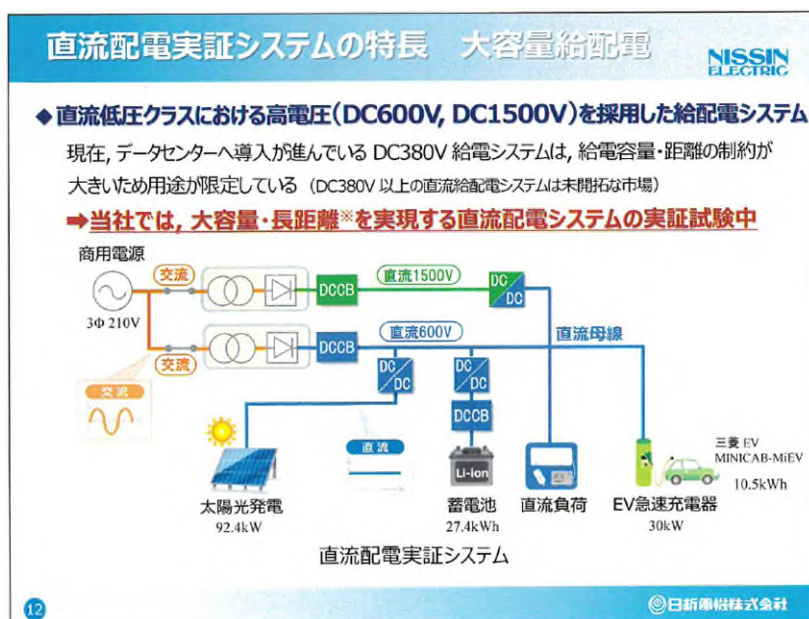 直流配電実証システムの特長 大容量給配電
NISSIN
ELECTRIC
◆直流低圧クラスにおける高電圧(DC600V, DC1500V)を採用した給配電システム
現在, データセンターへ導入が進んでいる DC380V 給電システムは, 給電容量・距離の制約が
大きいため用途が限定している (DC380V 以上の直流給配電システムは未開拓な市場)
➡当社では, 大容量・長距離※を実現する直流配電システムの実証試験中
商用電源
3Φ 210V
交流
DCCB
直流1500V
DC
DC
交流
DCCB
直流600V
直流母線
交流
DC
DC
DC
DC
DCCB
直流
Li-ion
太陽光発電
92.4kW
蓄電池
27.4kWh
直流負荷
EV急速充電器
30kW
三菱 EV
MINICAB-MiEV
10.5kWh
直流配電実証システム
12
日新電機株式会社